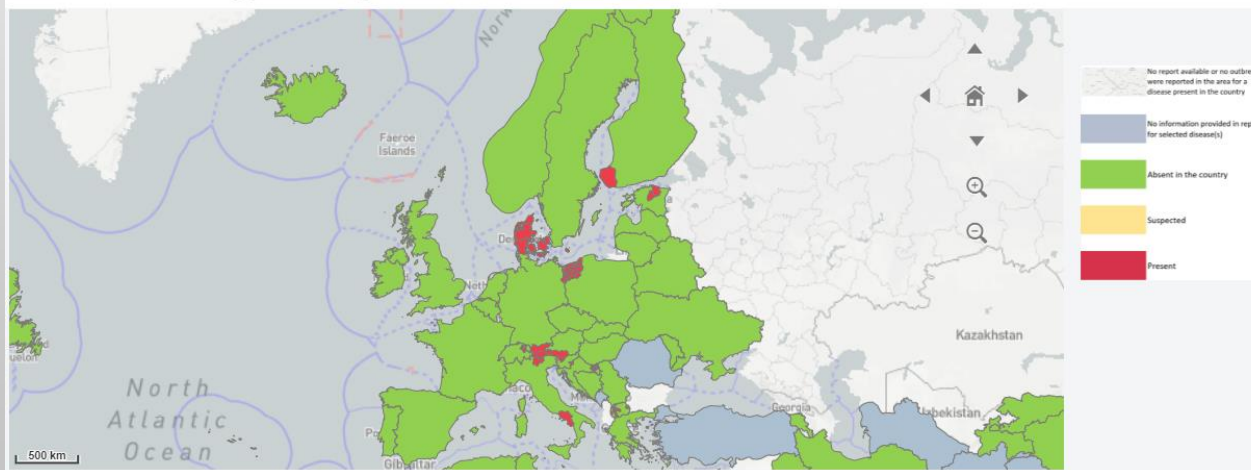 Norw
Faeroe
Islands
North
Atlantic
Ocean
Kazakhstan
Georgia
Uzbekistan
Gibraltar
500 km
No report available or no outbre
were reported in the area for a
disease present in the country
No information provided in rep
for selected disease(s)
Absent in the country
Suspected
Present